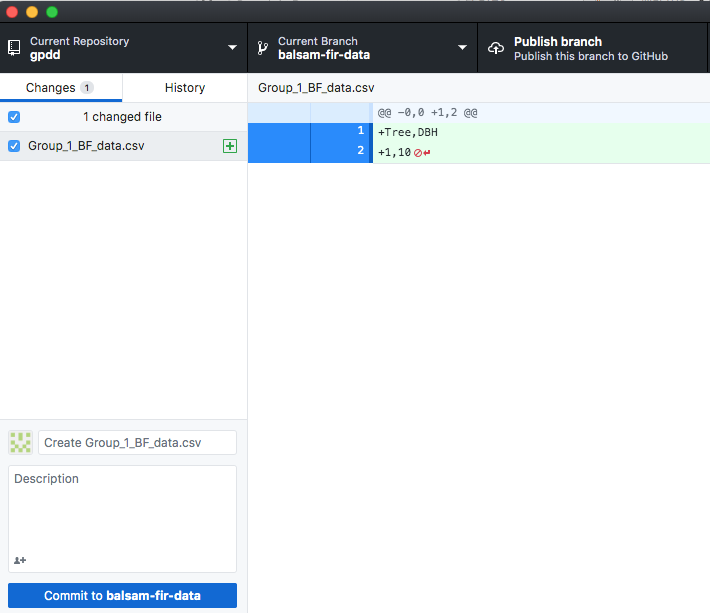 Current Repository
gpdd
Current Branch
balsam-fir-data
Publish branch
Publish this branch to GitHub
Changes 1
History
1 changed file
Group_1_BF_data.csv
Group_1_BF_data.csv
@@ -0,0 +1,2 @@
1 +Tree,DBH
2 +1,10
Create Group_1_BF_data.csv
Description
Commit to balsam-fir-data